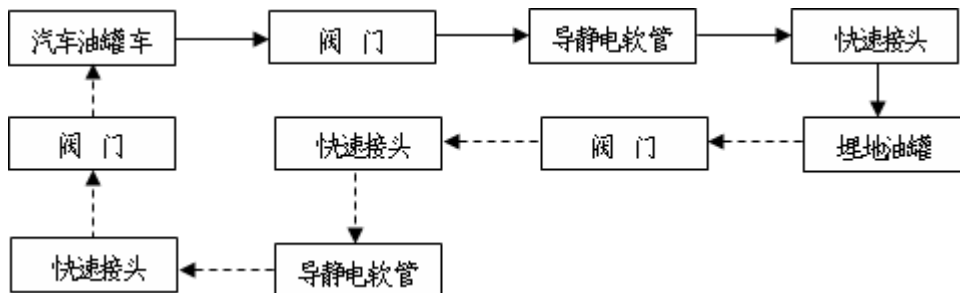 汽车油罐车
阀 门
导静电软管
快速接头
阀 门
快速接头
阀 门
埋地油罐
快速接头
导静电软管